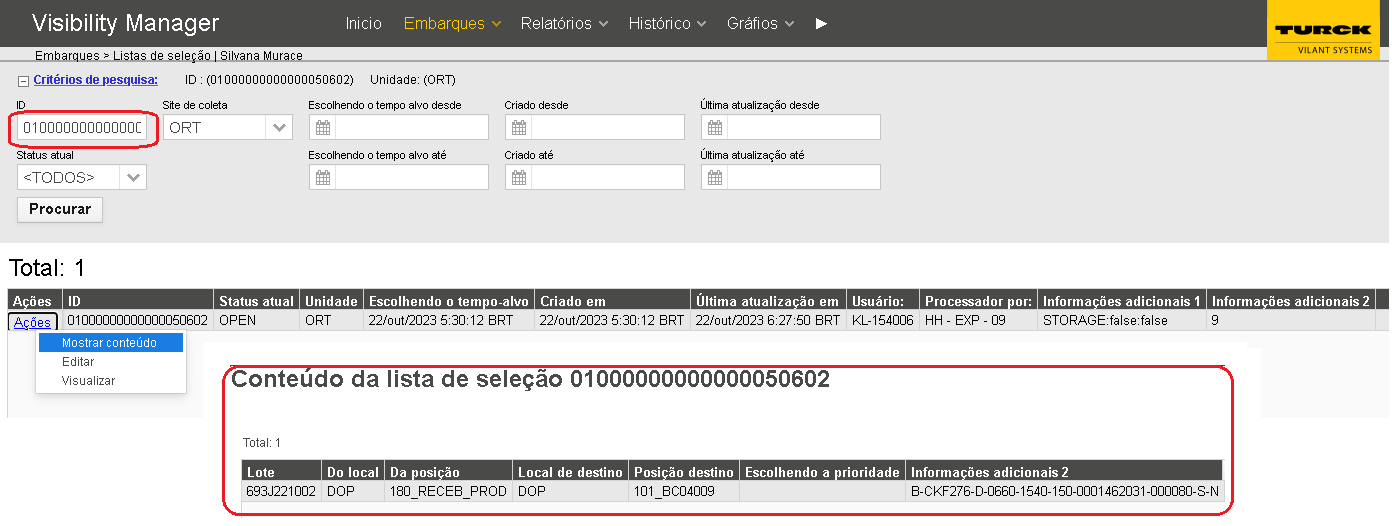 Visibility Manager
Inicio Embarques Relatórios Histórico Gráfios
TURCK
VILANT SYSTEMS
Embarques > Listas de seleção | Silvana Murace
Critérios de pesquisa: ID : (01000000000000050602) Unidade: (ORT)
ID Site de coleta Escolhendo o tempo alvo desde Criado desde Última atualização desde
010000000000000 ORT
Status atual Escolhendo o tempo alvo até Criado até Última atualização até
<TODOS>
Procurar
Total: 1
Ações ID Status atual Unidade Escolhendo o tempo-alvo Criado em Última atualização em Usuário: Processador por: Informações adicionais 1 Informações adicionais 2
Ações 01000000000000050602 OPEN ORT 22/out/2023 5:30:12 BRT 22/out/2023 5:30:12 BRT 22/out/2023 6:27:50 BRT KL-154006 HH - EXP - 09 STORAGE:false:false 9
Mostrar conteúdo
Editar
Visualizar
Conteúdo da lista de seleção 01000000000000050602
Total: 1
Lote Do local Da posição Local de destino Posição destino Escolhendo a prioridade Informações adicionais 2
693J221002 DOP 180_RECEB_PROD DOP 101_BC04009 B-CKF276-D-0660-1540-150-0001462031-000080-S-N